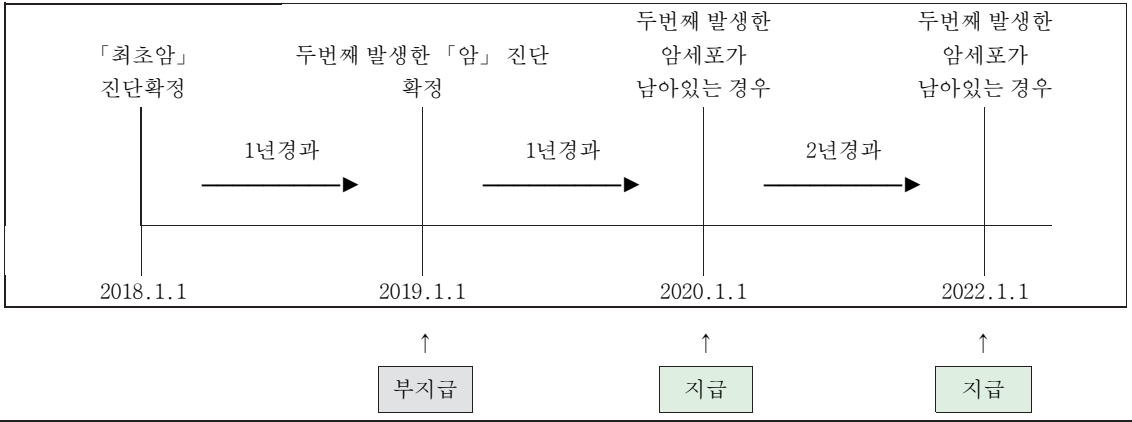 「최초암」
진단확정
두번째 발생한 「암」 진단
확정
두번째 발생한
암세포가
남아있는 경우
두번째 발생한
암세포가
남아있는 경우
1년경과
1년경과
2년경과
2018.1.1
2019.1.1
2020.1.1
2022.1.1
↑
↑
↑
부지급
지급
지급